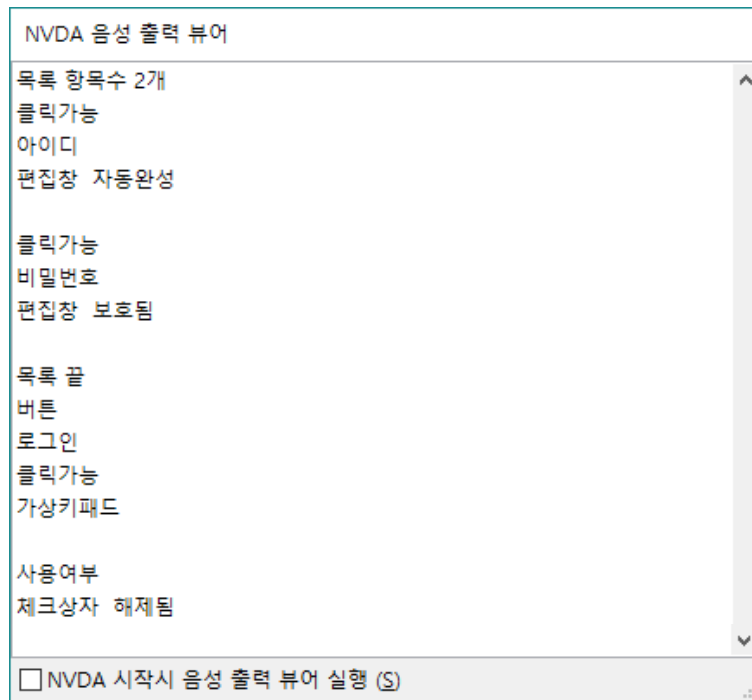 NVDA 음성 출력 뷰어
목록 항목수 2개
클릭가능
아이디
편집창 자동완성
클릭가능
비밀번호
편집창 보호됨
목록 끝
버튼
로그인
클릭가능
가상키패드
사용여부
체크상자 해제됨
NVDA 시작시 음성 출력 뷰어 실행 (S)